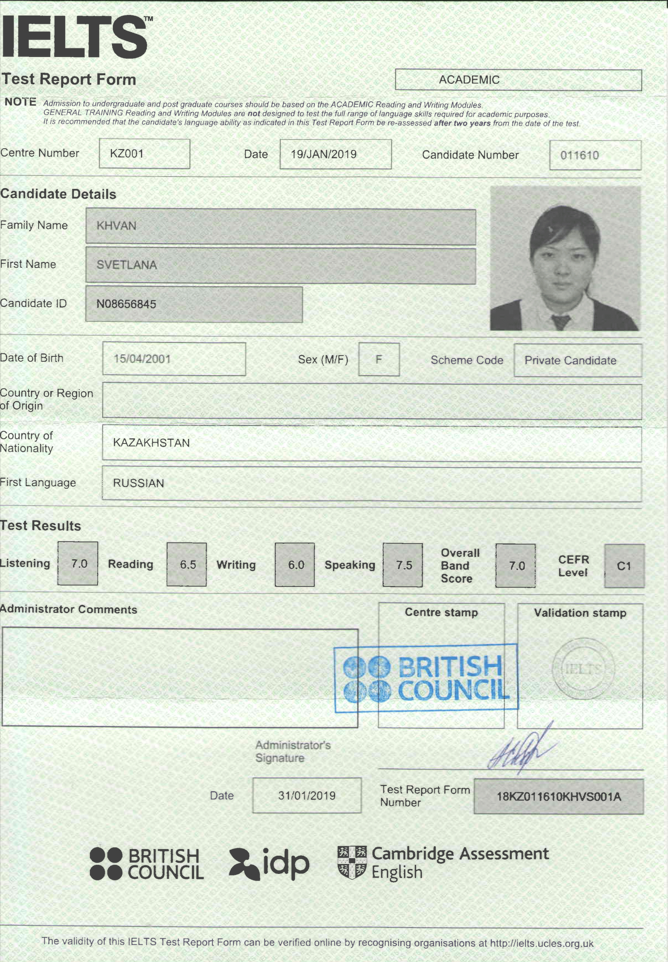 IELTS™
Test Report Form
ACADEMIC
NOTE Admission to undergraduate and post graduate courses should be based on the ACADEMIC Reading and Writing Modules.
GENERAL TRAINING Reading and Writing Modules are not designed to test the full range of language skills required for academic purposes.
It is recommended that the candidate's language ability as indicated in this Test Report Form be re-assessed after two years from the date of the test.
Centre Number KZ001 Date 19/JAN/2019 Candidate Number 011610
Candidate Details
Family Name KHVAN
First Name SVETLANA
Candidate ID N08656845
Date of Birth 15/04/2001 Sex (M/F) F Scheme Code Private Candidate
Country or Region
of Origin
Country of
Nationality
KAZAKHSTAN
First Language RUSSIAN
Test Results
Listening 7.0 Reading 6.5 Writing 6.0 Speaking 7.5 Overall
Band
Score
7.0 CEFR
Level
C1
Administrator Comments
Centre stamp
Validation stamp
BRITISH
COUNCIL
IELTS
Administrator's
Signature
Date 31/01/2019
Test Report Form
Number
18KZ011610KHVS001A
BRITISH
COUNCIL
idp
Cambridge Assessment
English
The validity of this IELTS Test Report Form can be verified online by recognising organisations at http://ielts.ucles.org.uk